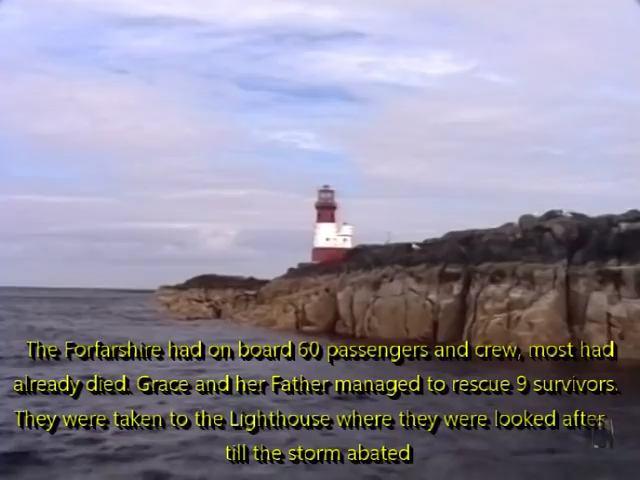 The Forfarshire had on board 60 passengers and crew, most had
already died. Grace and her Father managed to rescue 9 survivors.
They were taken to the Lighthouse where they were looked after
till the storm abated